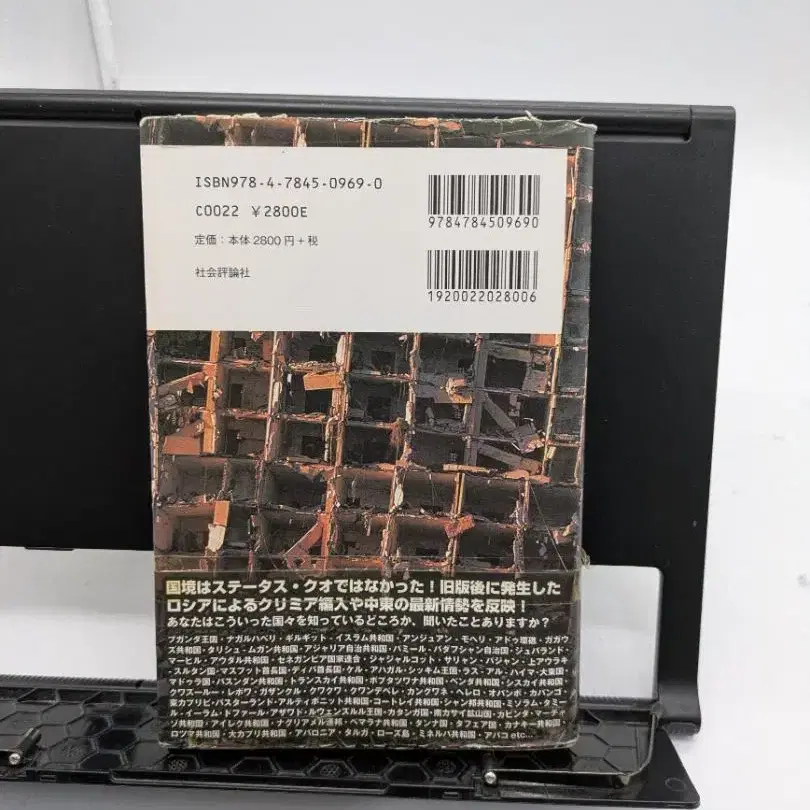 ISBN978-4-7845-0969-0
C0022 ￥2800E
定価：本体2800円＋税
社会評論社
9784784509690
1920022028006
国境はステータス・クオではなかった！旧版後に発生した
ロシアによるクリミア編入や中東の最新情勢を反映！
あなたはこういった国々を知っているどころか、聞いたことありますか？
ブガンダ王国・ナガルハベリ・ギルギット・イスラム共和国・アンジュアン・モヘリ・アドゥ環礁・ガガウ
ズ共和国・タリシュ・ムガン共和国・アジャリア自治共和国・パミール・バダフシャン自治共和国・ジュバランド・
マーヒル・アウダル共和国・セネガンビア国家連合・ジャジャルコット・サリャン・バジャン・上アウラキ
・スルタン国・マスフット首長国・ディバ首長国・ケル・アハガル・シッキム王国・ラス・アル・ハイマ・大東国
マドゥラ国・パスンダン共和国・トランスカイ共和国・ボプタツワナ共和国・ベンダ共和国・シスカイ共和国
クワズールー・レボワ・ガザンクル・クワクワ・クワンデベレ・カングワネ・ヘレロ・オバンボ・カバンゴ
東カプリビ・バスターランド・アルティボニット共和国・コートレイ共和国・シャン邦共和国・ミゾラム・タミー
ル・イーラム・ドファール・アザワド・ルウェンズルル王国・カタンガ国・南カサイ鉱山国・カビンダ・マーティ
ン共和国・アイレク共和国・ナグリアメル連邦・ベマラナ共和国・タンナ国・タフェア国・カナキー共和国・
ロツマ共和国・大カブリ共和国・アバロニア・タルガ・ローズ島・ミネルバ共和国・アバコ etc...